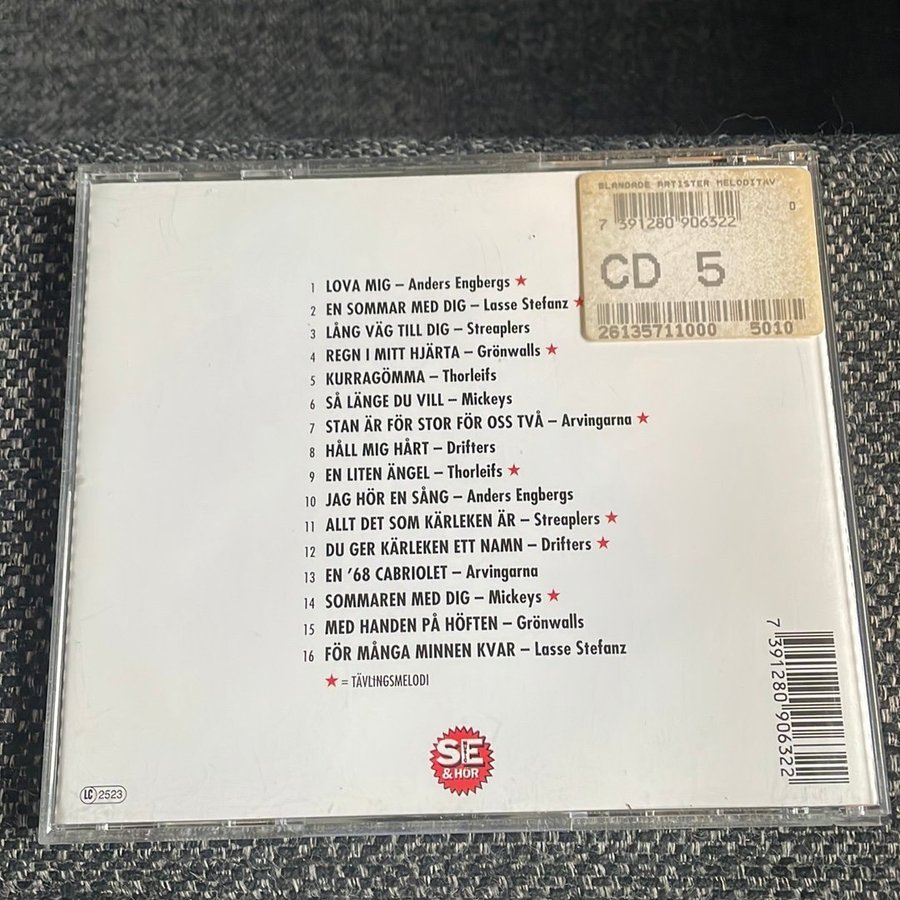 BLANDADE ARTISTER MELODITÄV
0
7 391280 906322
CD 5
26135711000 5010
1 LOVA MIG – Anders Engbergs ★
2 EN SOMMAR MED DIG – Lasse Stefanz ★
3 LÅNG VÄG TILL DIG – Streaplers
4 REGN I MITT HJÄRTA – Grönwalls ★
5 KURRAGÖMMA – Thorleifs
6 SÅ LÄNGE DU VILL – Mickeys
7 STAN ÄR FÖR STOR FÖR OSS TVÅ – Arvingarna ★
8 HÅLL MIG HÅRT – Drifters
9 EN LITEN ÄNGEL – Thorleifs ★
10 JAG HÖR EN SÅNG – Anders Engbergs
11 ALLT DET SOM KÄRLEKEN ÄR – Streaplers ★
12 DU GER KÄRLEKEN ETT NAMN – Drifters ★
13 EN '68 CABRIOLET – Arvingarna
14 SOMMAREN MED DIG – Mickeys ★
15 MED HANDEN PÅ HÖFTEN – Grönwalls
16 FÖR MÅNGA MINNEN KVAR – Lasse Stefanz
★ = TÄVLINGSMELODI
SE
& HÖR
LC 2523
7 391280 906322